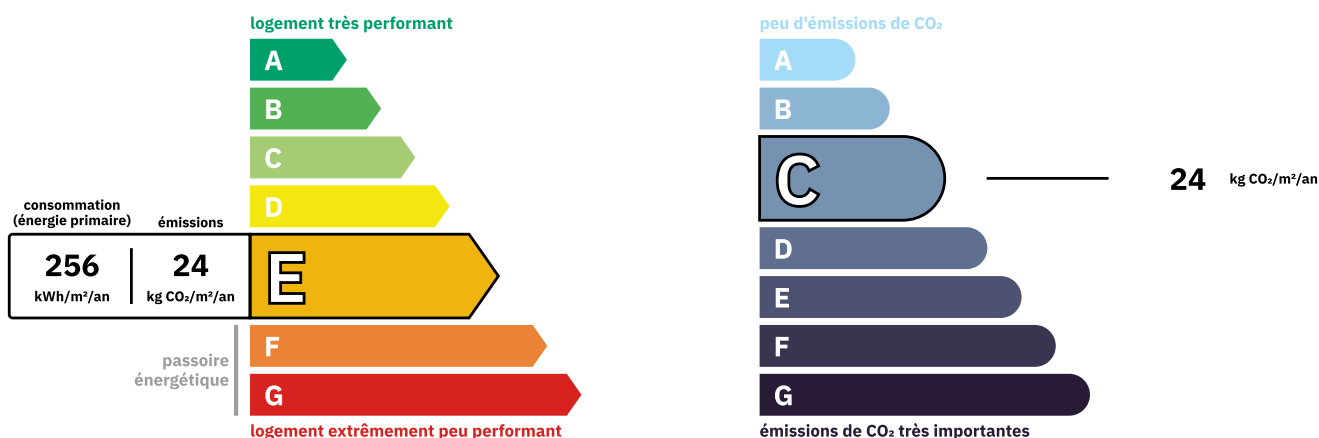 logement très performant
A
B
C
D
consommation
(énergie primaire)
émissions
256
kWh/m²/an
24
kg CO₂/m²/an
E
passoire
énergétique
F
G
logement extrêmement peu performant
peu d'émissions de CO₂
A
B
C
24 kg CO₂/m²/an
D
E
F
G
émissions de CO₂ très importantes